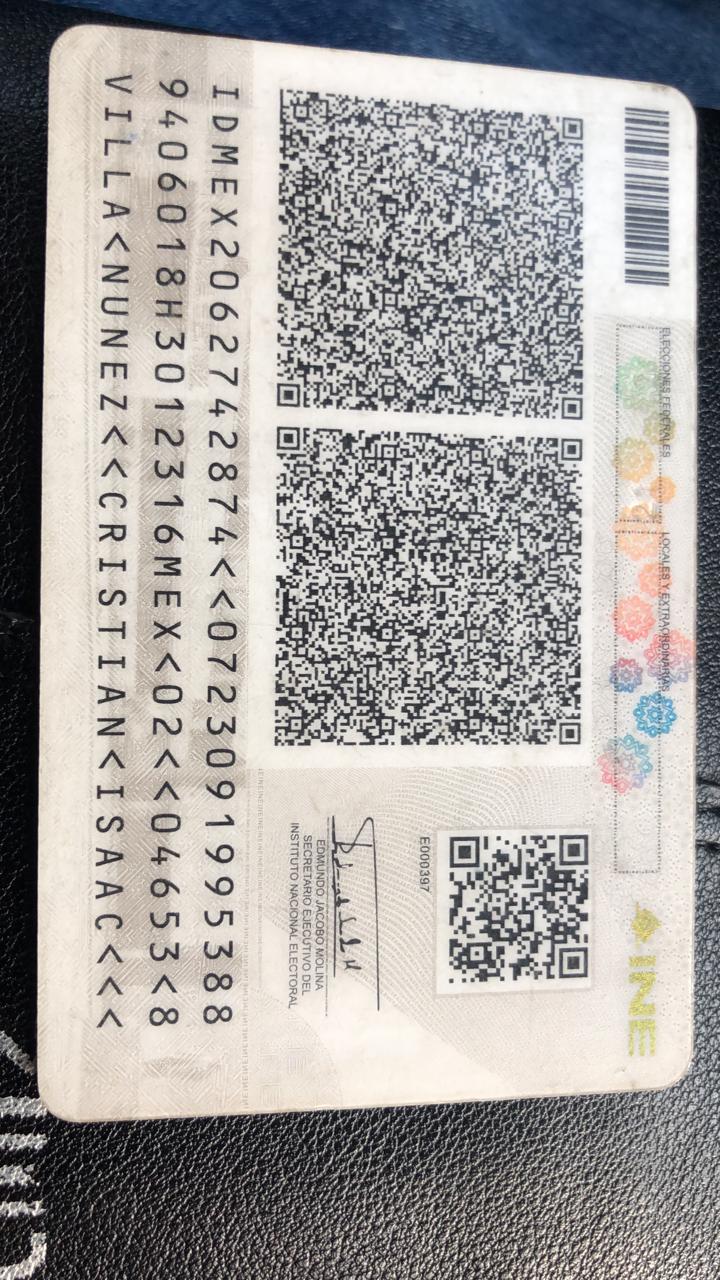 ELECCIONES FEDERALES LOCALES Y EXTRAORDINARIAS
INE
E000397
EDMUNDO JACOBO MOLINA
SECRETARIO EJECUTIVO DEL
INSTITUTO NACIONAL ELECTORAL
IDMEX2062742874<<0723091995388
9406018H3012316MEX<02<<04653<8
VILLA<NUNEZ<<CRISTIAN<ISAAC<<<